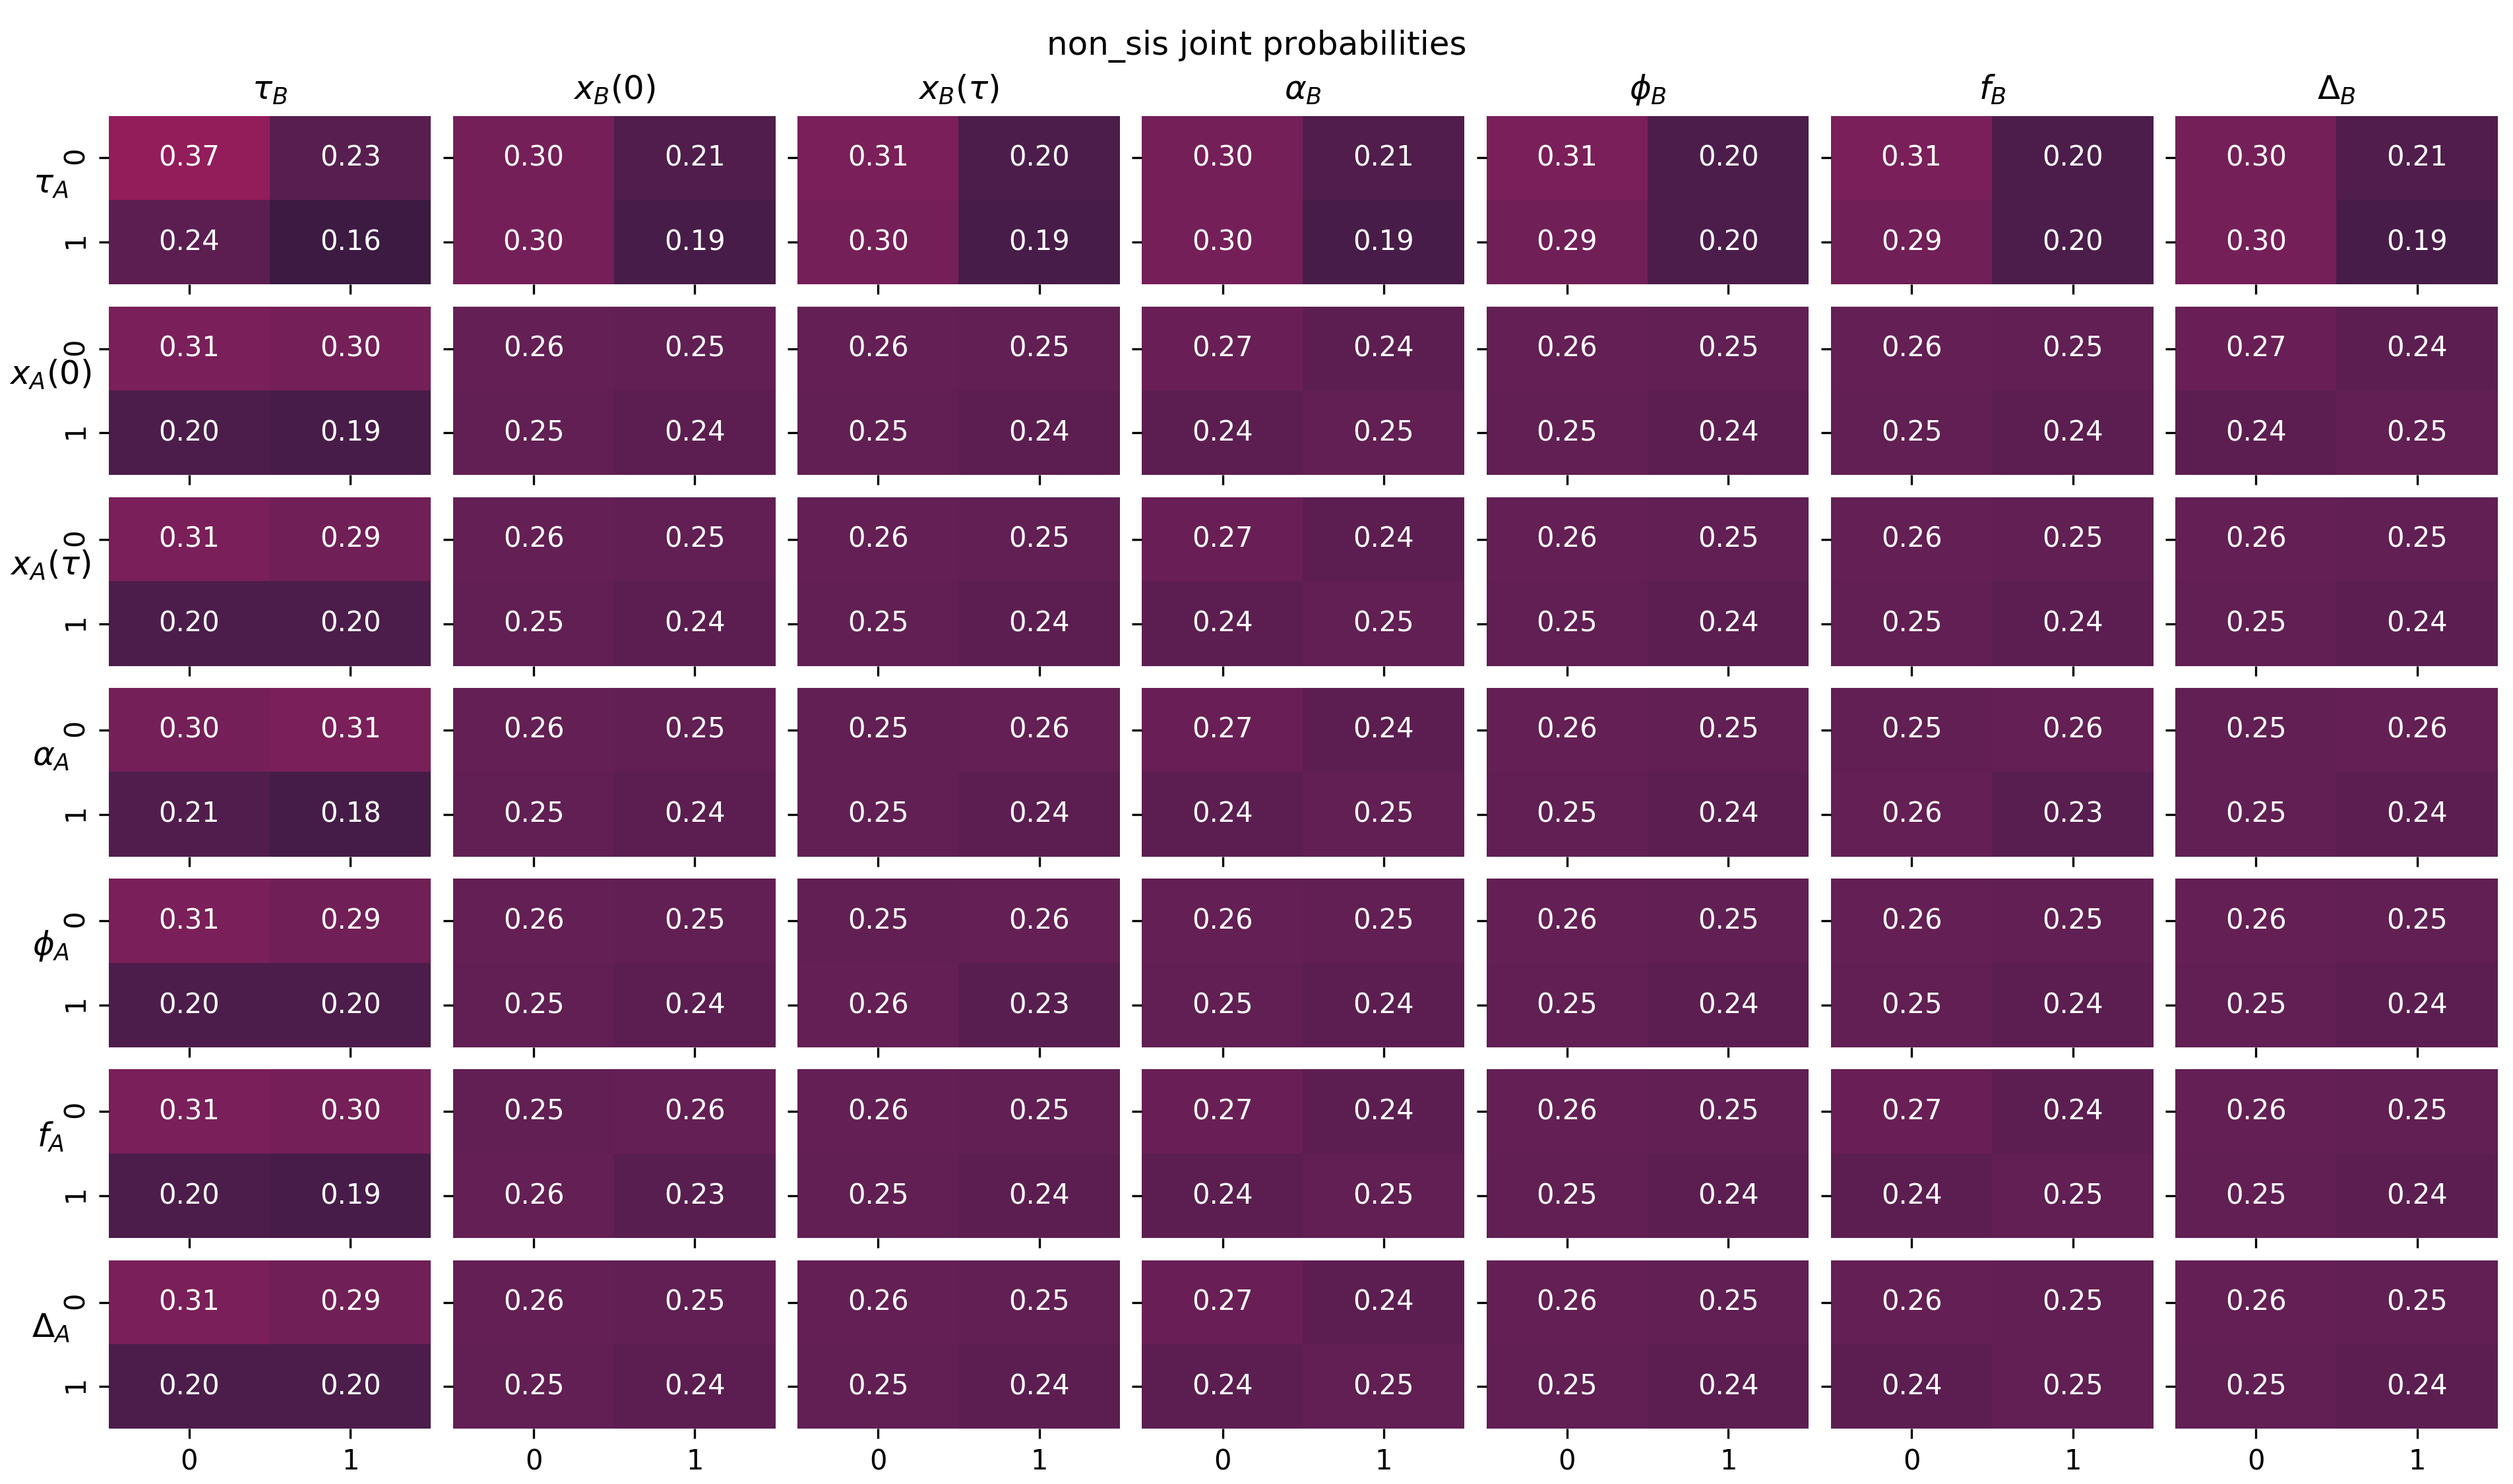 non_sis joint probabilities
τ_B x_B(0) x_B(τ) α_B ϕ_B f_B Δ_B
0 0.37 0.23 0.30 0.21 0.31 0.20 0.30 0.21 0.31 0.20 0.31 0.20 0.30 0.21
τ_A
1 0.24 0.16 0.30 0.19 0.30 0.19 0.30 0.19 0.29 0.20 0.29 0.20 0.30 0.19
0 0.31 0.30 0.26 0.25 0.26 0.25 0.27 0.24 0.26 0.25 0.26 0.25 0.27 0.24
x_A(0)
1 0.20 0.19 0.25 0.24 0.25 0.24 0.24 0.25 0.25 0.24 0.25 0.24 0.24 0.25
0 0.31 0.29 0.26 0.25 0.26 0.25 0.27 0.24 0.26 0.25 0.26 0.25 0.26 0.25
x_A(τ)
1 0.20 0.20 0.25 0.24 0.25 0.24 0.24 0.25 0.25 0.24 0.25 0.24 0.25 0.24
0 0.30 0.31 0.26 0.25 0.25 0.26 0.27 0.24 0.26 0.25 0.25 0.26 0.25 0.26
α_A
1 0.21 0.18 0.25 0.24 0.25 0.24 0.24 0.25 0.25 0.24 0.26 0.23 0.25 0.24
0 0.31 0.29 0.26 0.25 0.25 0.26 0.26 0.25 0.26 0.25 0.26 0.25 0.26 0.25
ϕ_A
1 0.20 0.20 0.25 0.24 0.26 0.23 0.25 0.24 0.25 0.24 0.25 0.24 0.25 0.24
0 0.31 0.30 0.25 0.26 0.26 0.25 0.27 0.24 0.26 0.25 0.27 0.24 0.26 0.25
f_A
1 0.20 0.19 0.26 0.23 0.25 0.24 0.24 0.25 0.25 0.24 0.24 0.25 0.25 0.24
0 0.31 0.29 0.26 0.25 0.26 0.25 0.27 0.24 0.26 0.25 0.26 0.25 0.26 0.25
Δ_A
1 0.20 0.20 0.25 0.24 0.25 0.24 0.24 0.25 0.25 0.24 0.24 0.25 0.25 0.24
0 1 0 1 0 1 0 1 0 1 0 1 0 1